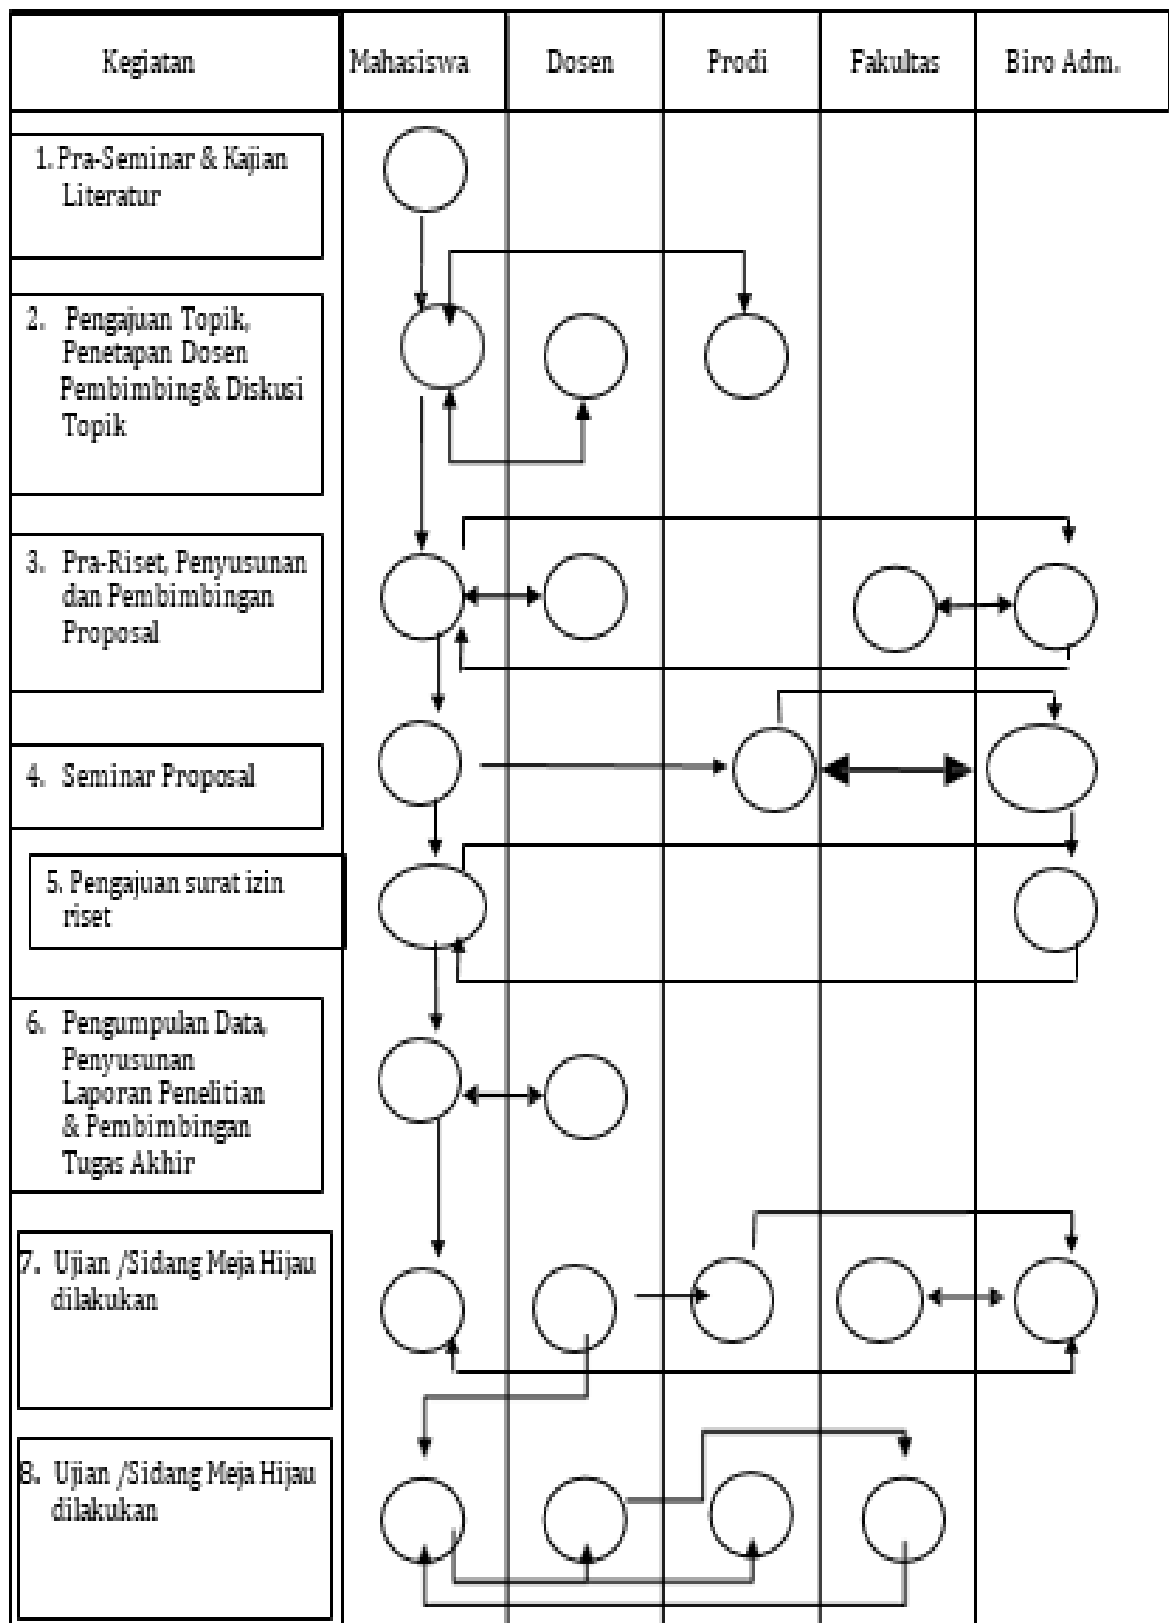 Kegiatan
Mahasiswa
Dosen
Prodi
Fakultas
Biro Adm.
1. Pra-Seminar & Kajian
Literatur
2. Pengajuan Topik,
Penetapan Dosen
Pembimbing& Diskusi
Topik
3. Pra-Riset, Penyusunan
dan Pembimbingan
Proposal
4. Seminar Proposal
5. Pengajuan surat izin
riset
6. Pengumpulan Data,
Penyusunan
Laporan Penelitian
& Pembimbingan
Tugas Akhir
7. Ujian /Sidang Meja Hijau
dilakukan
8. Ujian /Sidang Meja Hijau
dilakukan